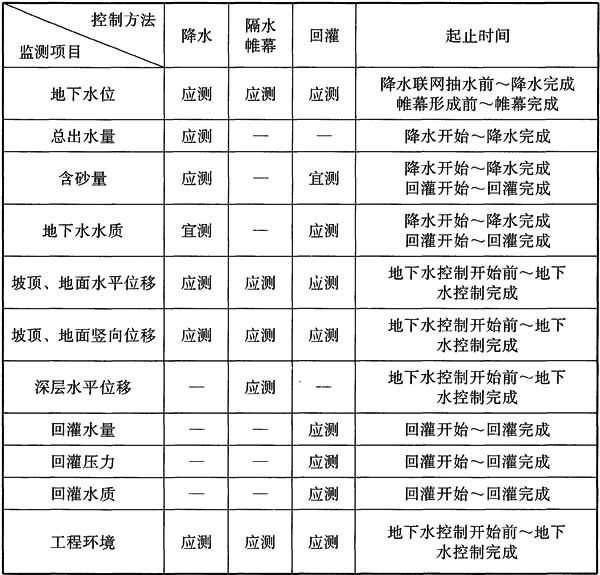 控制方法
监测项目
降水
隔水
帷幕
回灌
起止时间
地下水位
应测
应测
应测
降水联网抽水前～降水完成
帷幕形成前～帷幕完成
总出水量
应测
—
—
降水开始～降水完成
含砂量
应测
—
宜测
降水开始～降水完成
回灌开始～回灌完成
地下水水质
宜测
—
应测
降水开始～降水完成
回灌开始～回灌完成
坡顶、地面水平位移
应测
应测
应测
地下水控制开始前～地下
水控制完成
坡顶、地面竖向位移
应测
应测
应测
地下水控制开始前～地下
水控制完成
深层水平位移
—
应测
—
地下水控制开始前～地下
水控制完成
回灌水量
—
—
应测
回灌开始～回灌完成
回灌压力
—
—
应测
回灌开始～回灌完成
回灌水质
—
—
应测
回灌开始～回灌完成
工程环境
应测
应测
应测
地下水控制开始前～地下
水控制完成